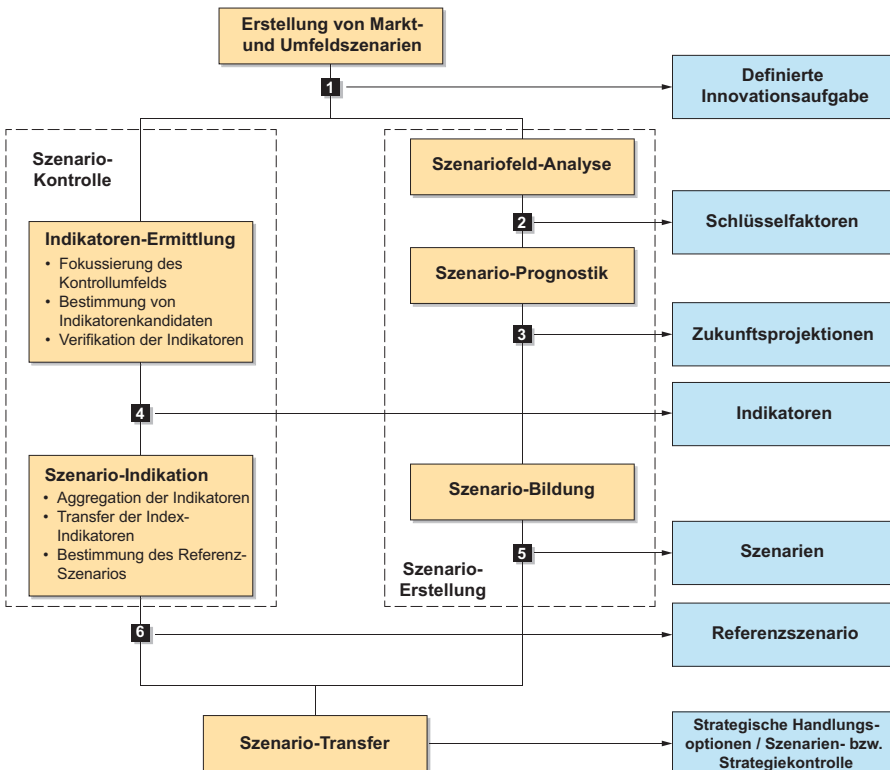 Erstellung von Markt-
und Umfeldszenarien
1
Definierte
Innovationsaufgabe
Szenario-
Kontrolle
Szenariofeld-Analyse
2
Schlüsselfaktoren
Indikatoren-Ermittlung
• Fokussierung des
Kontrollumfelds
• Bestimmung von
Indikatorenkandidaten
• Verifikation der Indikatoren
Szenario-Prognostik
3
Zukunftsprojektionen
4
Indikatoren
Szenario-Indikation
• Aggregation der Indikatoren
• Transfer der Index-
Indikatoren
• Bestimmung des Referenz-
Szenarios
Szenario-Bildung
5
Szenarien
Szenario-
Erstellung
6
Referenzszenario
Szenario-Transfer
Strategische Handlungs-
optionen / Szenarien- bzw.
Strategiekontrolle